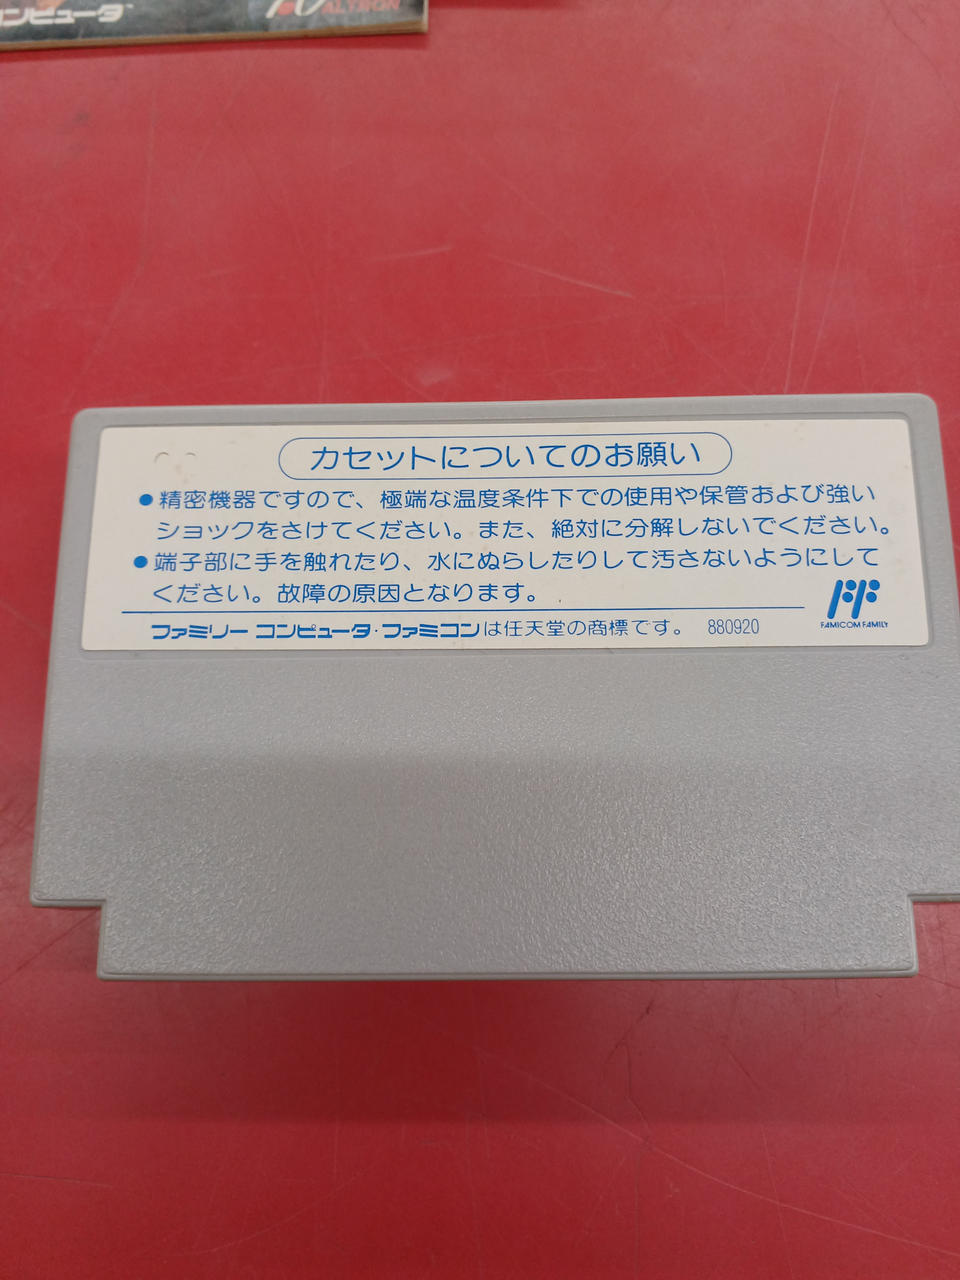 コンピュータ
カセットについてのお願い
●精密機器ですので、極端な温度条件下での使用や保管および強い
ショックをさけてください。また、絶対に分解しないでください。
●端子部に手を触れたり、水にぬらしたりして汚さないようにして
ください。故障の原因となります。
FAMICOM FAMILY
ファミリー コンピュータ・ファミコンは任天堂の商標です。 880920